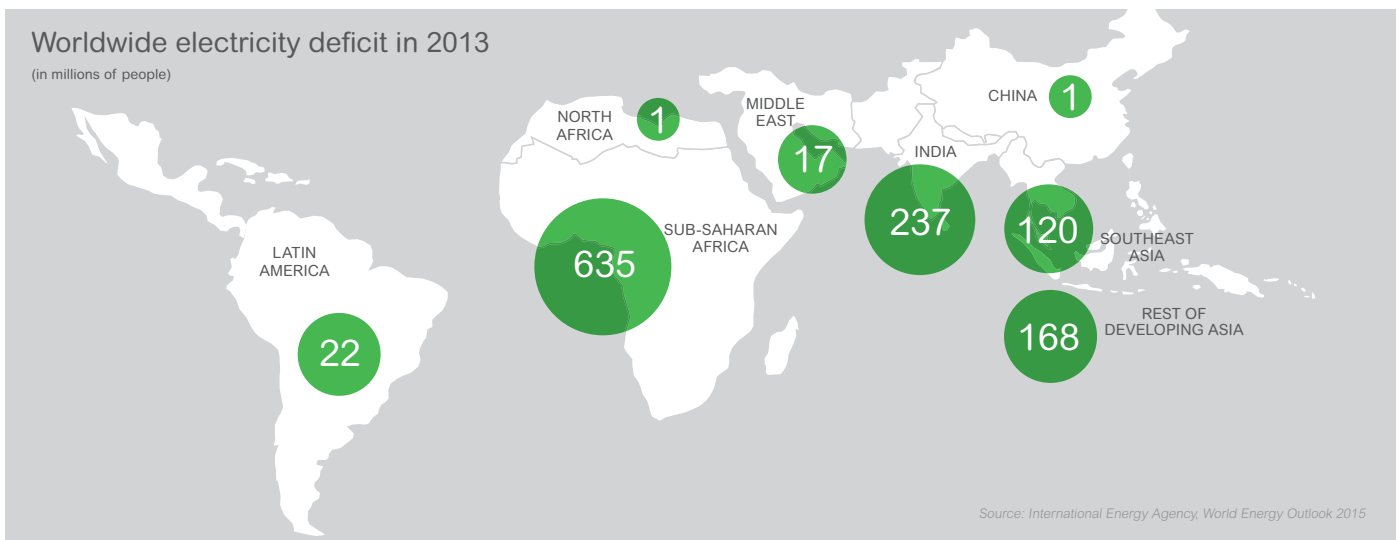 Worldwide electricity deficit in 2013
(in millions of people)
NORTH
AFRICA
1
MIDDLE
EAST
17
CHINA
1
INDIA
237
LATIN
AMERICA
22
SUB-SAHARAN
AFRICA
635
120
SOUTHEAST
ASIA
168
REST OF
DEVELOPING ASIA
Source: International Energy Agency, World Energy Outlook 2015